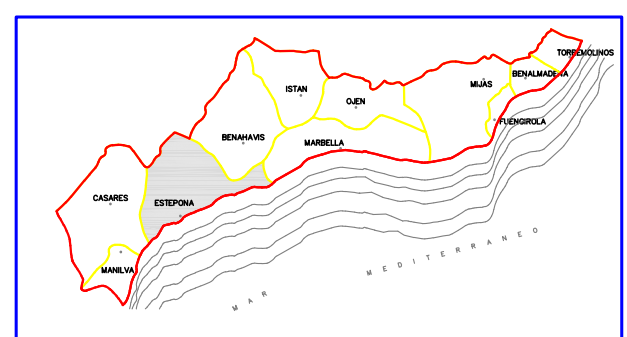 TORREMOLINOS
BENALMADENA
MIJAS
ISTAN
OJEN
FUENGIROLA
BENAHAVIS
MARBELLA
CASARES
ESTEPONA
MANILVA
MAR MEDITERRANEO